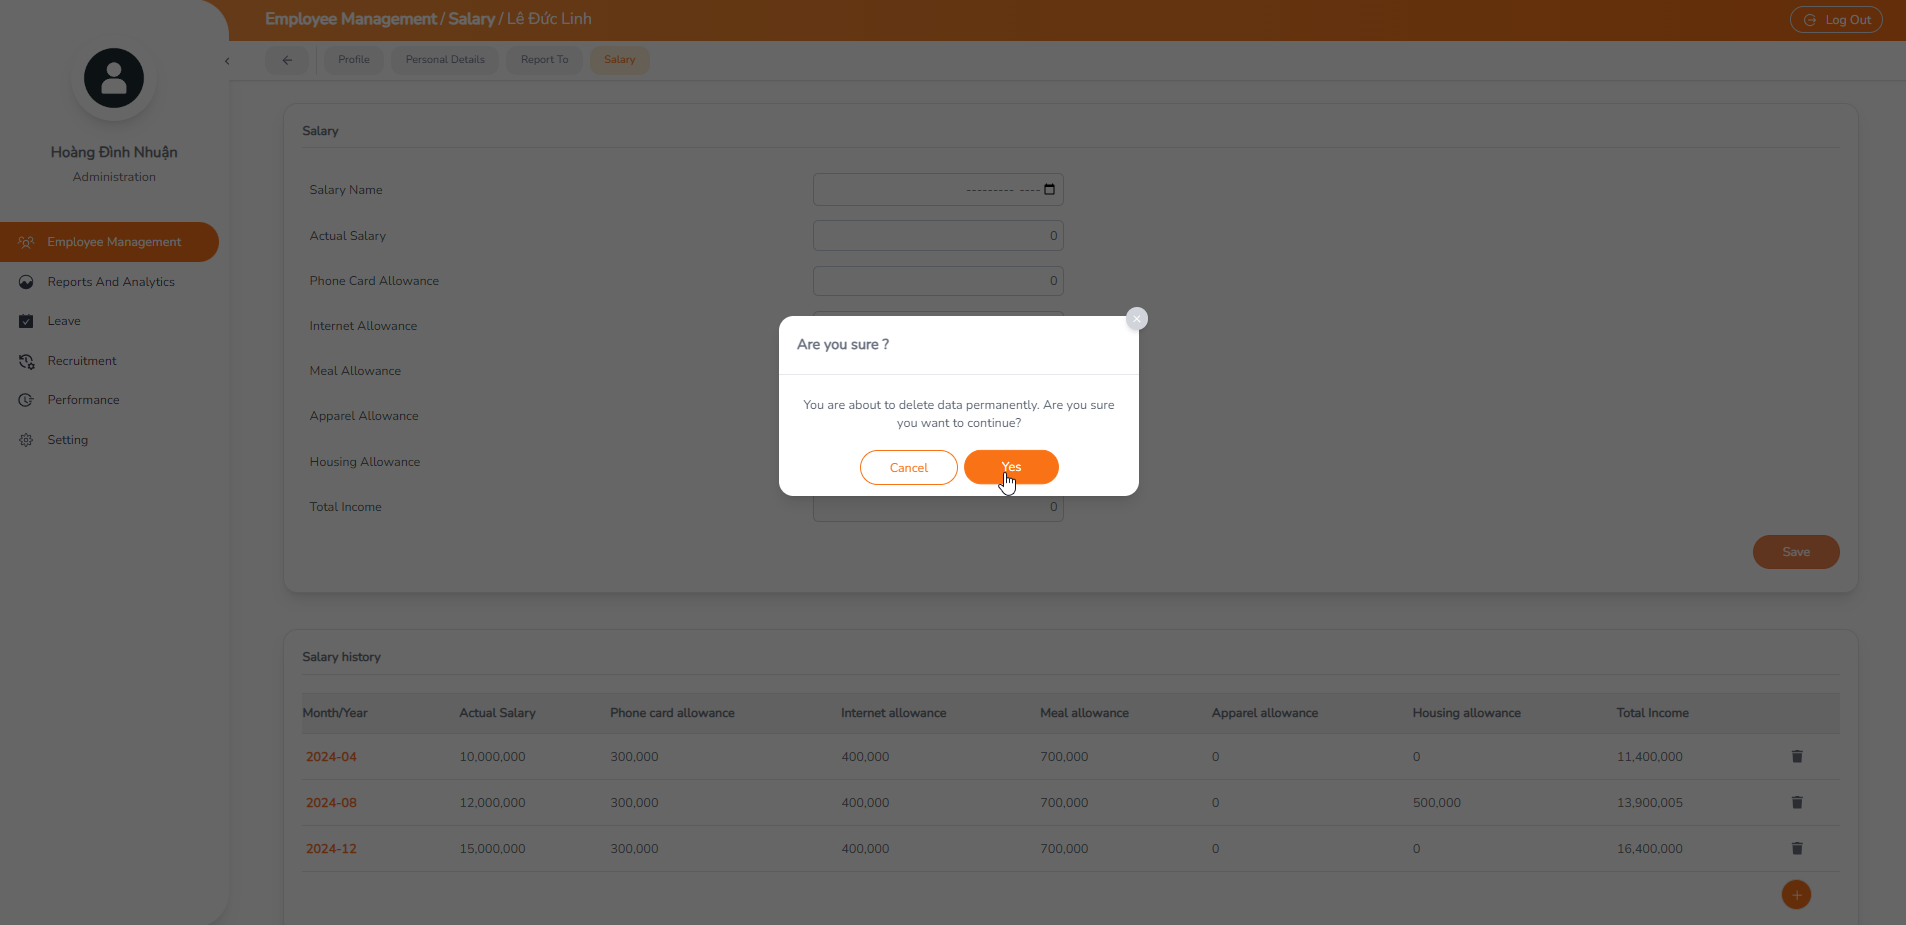 Employee Management / Salary / Lê Đức Linh
Log Out
Profile
Personal Details
Report To
Salary
Hoàng Đình Nhuận
Administration
Employee Management
Reports And Analytics
Leave
Recruitment
Performance
Setting
Salary
Salary Name
--------- ----
Actual Salary
0
Phone Card Allowance
0
Internet Allowance
Meal Allowance
Apparel Allowance
Housing Allowance
Total Income
0
Save
Are you sure ?
You are about to delete data permanently. Are you sure
you want to continue?
Cancel
Yes
Salary history
Month/Year Actual Salary Phone card allowance Internet allowance Meal allowance Apparel allowance Housing allowance Total Income
2024-04 10,000,000 300,000 400,000 700,000 0 0 11,400,000
2024-08 12,000,000 300,000 400,000 700,000 0 500,000 13,900,005
2024-12 15,000,000 300,000 400,000 700,000 0 0 16,400,000